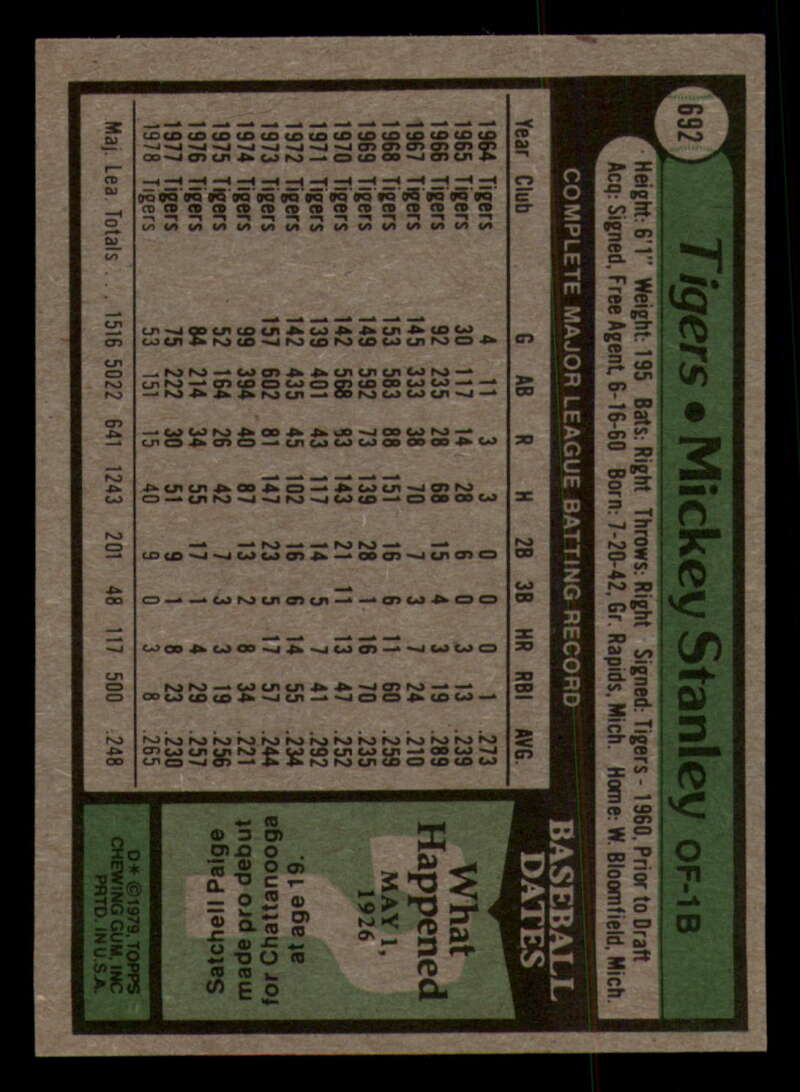 692
Tigers • Mickey Stanley OF-1B
Height: 6'1" Weight: 195 Bats: Right Throws: Right Signed: Tigers - 1960, Prior to Draft
Acq: Signed, Free Agent, 6-16-60 Born: 7-20-42, Gr. Rapids, Mich. Home: W. Bloomfield, Mich.
COMPLETE MAJOR LEAGUE BATTING RECORD
Year Club G AB R H 2B 3B HR RBI AVG.
1964 Tigers 4 11 3 3 0 0 0 1 .273
1965 Tigers 30 117 14 28 6 0 3 13 .239
1966 Tigers 92 235 28 68 15 4 3 19 .289
1967 Tigers 145 333 38 70 7 3 7 24 .210
1968 Tigers 153 583 88 151 16 6 11 60 .259
1969 Tigers 149 592 73 139 28 1 16 70 .235
1970 Tigers 142 568 83 143 21 11 13 47 .252
1971 Tigers 139 401 43 117 14 5 7 41 .292
1972 Tigers 142 435 45 102 16 6 14 55 .234
1973 Tigers 157 602 81 147 23 5 17 57 .244
1974 Tigers 99 394 40 87 13 2 8 34 .221
1975 Tigers 52 164 26 42 7 3 3 19 .256
1976 Tigers 84 214 34 55 17 1 4 29 .257
1977 Tigers 75 222 30 51 9 1 8 23 .230
1978 Tigers 53 151 15 40 9 0 3 8 .265
Maj. Lea. Totals . . . 1516 5022 641 1243 201 48 117 500 .248
BASEBALL
DATES
What
Happened
MAY 1,
1926
Satchell Paige
made pro debut
for Chattanooga
at age 19.
D* © 1979, TOPPS
CHEWING GUM, INC
PRTD. IN U.S.A.